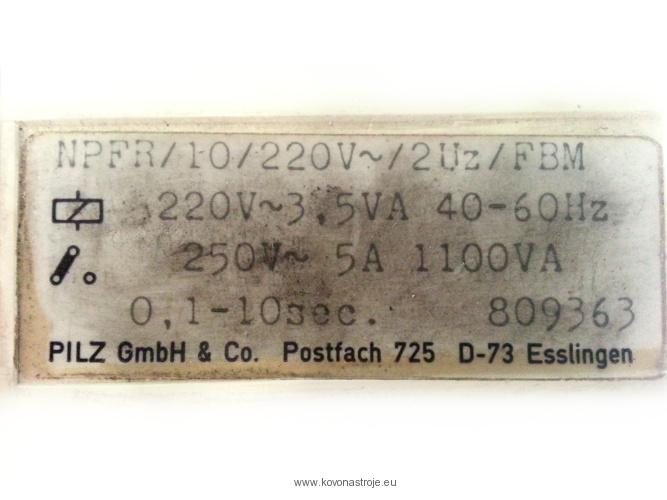 NPFR/10/220V~/2Uz/FBM
220V~3,5VA 40-60Hz
250V~ 5A 1100VA
0,1-10sec. 809363
PILZ GmbH & Co. Postfach 725 D-73 Esslingen
www.kovonastroje.eu